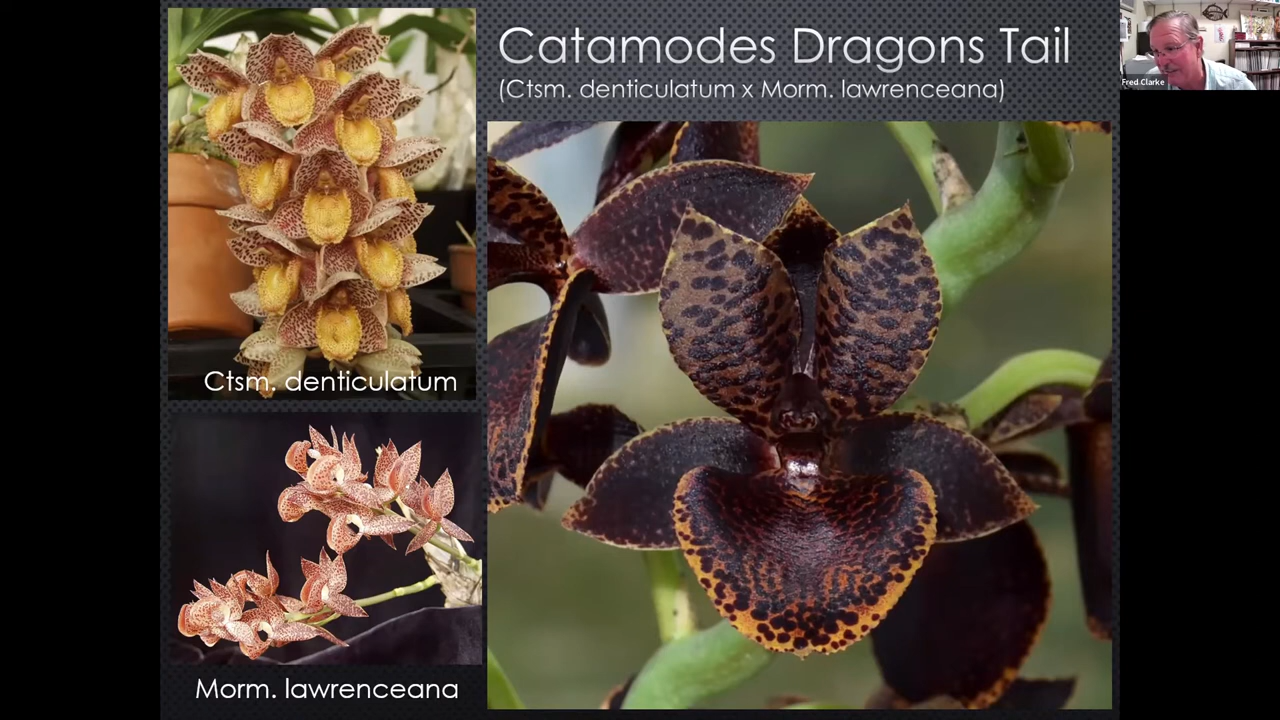 Catamodes Dragons Tail
(Ctsm. denticulatum x Morm. lawrenceana)
Fred Clarke
Ctsm. denticulatum
Morm. lawrenceana